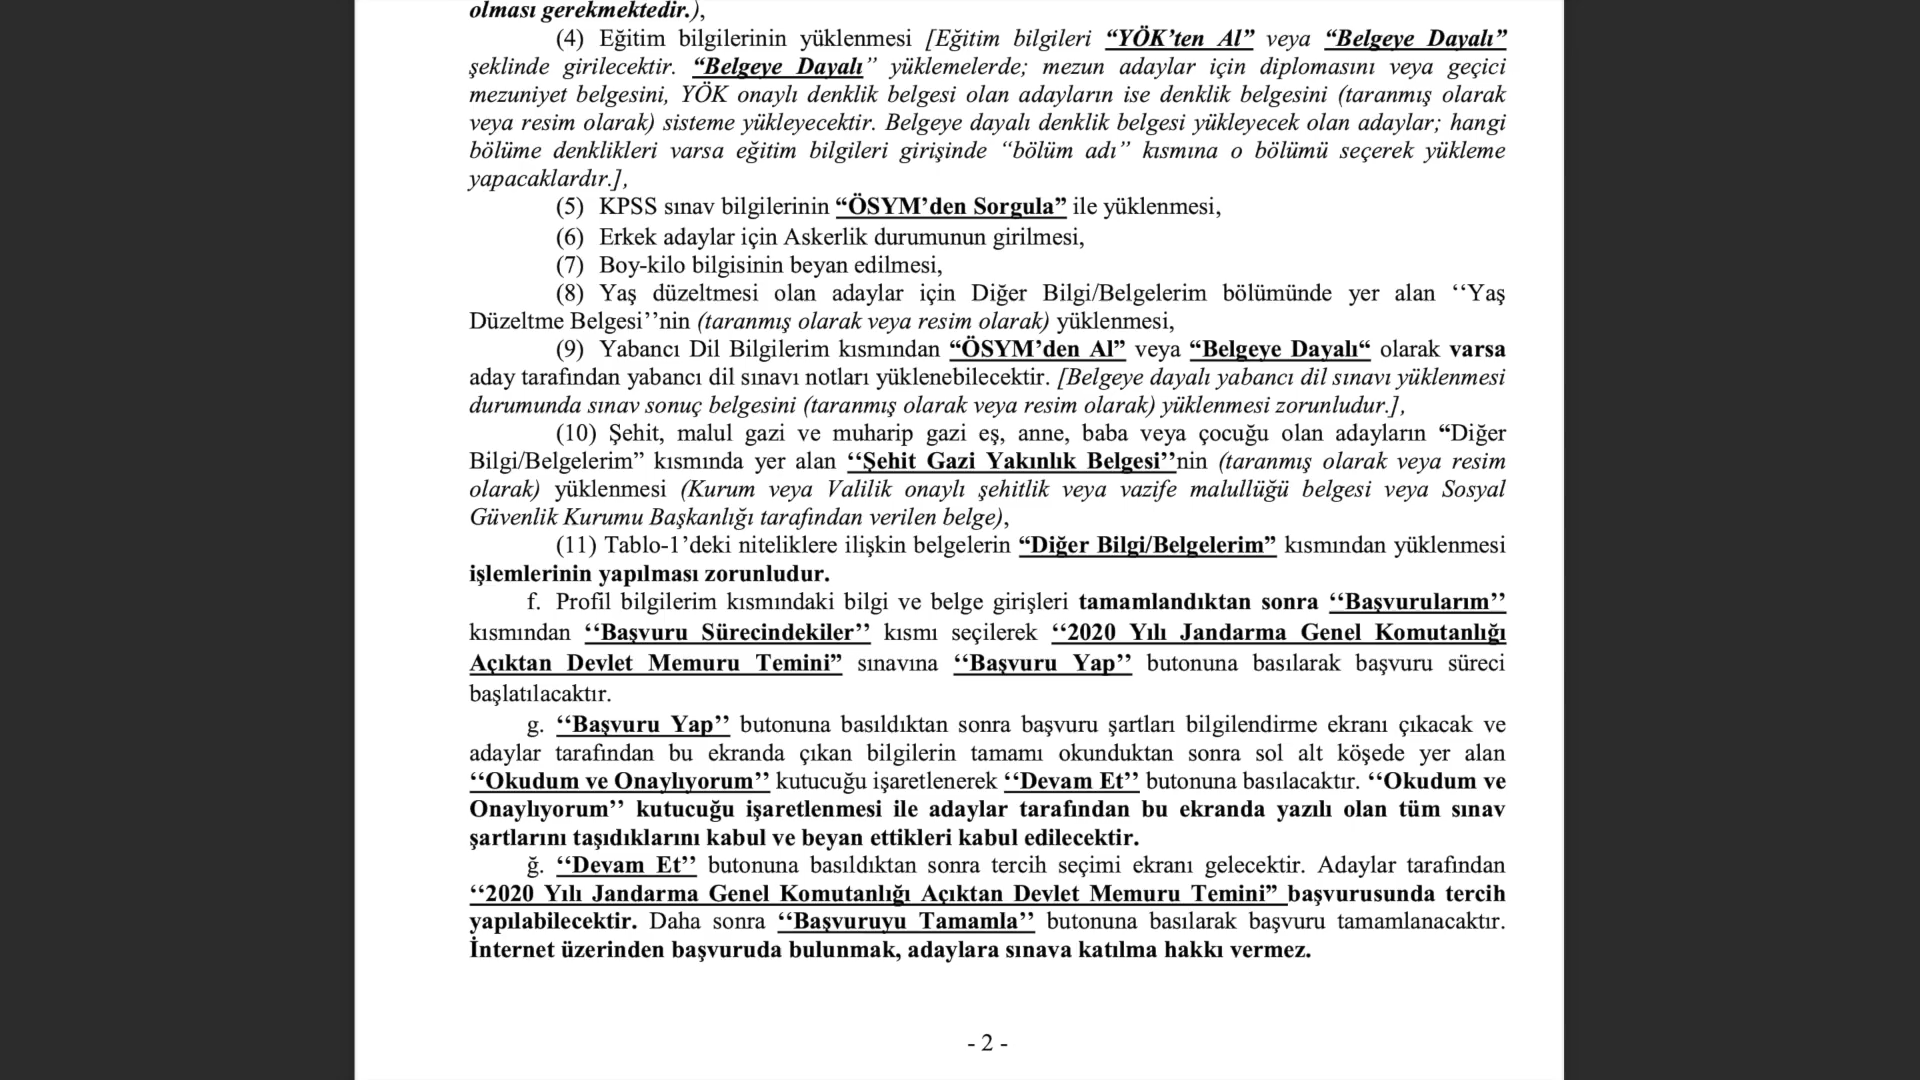 olması gerekmektedir.),
(4) Eğitim bilgilerinin yüklenmesi [Eğitim bilgileri “YÖK’ten Al” veya “Belgeye Dayalı”
şeklinde girilecektir. “Belgeye Dayalı” yüklemelerde; mezun adaylar için diplomasını veya geçici
mezuniyet belgesini, YÖK onaylı denklik belgesi olan adayların ise denklik belgesini (taranmış olarak
veya resim olarak) sisteme yükleyecektir. Belgeye dayalı denklik belgesi yükleyecek olan adaylar; hangi
bölüme denklikleri varsa eğitim bilgileri girişinde “bölüm adı” kısmına o bölümü seçerek yükleme
yapacaklardır.],
(5) KPSS sınav bilgilerinin “ÖSYM’den Sorgula” ile yüklenmesi,
(6) Erkek adaylar için Askerlik durumunun girilmesi,
(7) Boy-kilo bilgisinin beyan edilmesi,
(8) Yaş düzeltmesi olan adaylar için Diğer Bilgi/Belgelerim bölümünde yer alan ‘‘Yaş
Düzeltme Belgesi’’nin (taranmış olarak veya resim olarak) yüklenmesi,
(9) Yabancı Dil Bilgilerim kısmından “ÖSYM’den Al” veya “Belgeye Dayalı“ olarak varsa
aday tarafından yabancı dil sınavı notları yüklenebilecektir. [Belgeye dayalı yabancı dil sınavı yüklenmesi
durumunda sınav sonuç belgesini (taranmış olarak veya resim olarak) yüklenmesi zorunludur.],
(10) Şehit, malul gazi ve muharip gazi eş, anne, baba veya çocuğu olan adayların “Diğer
Bilgi/Belgelerim” kısmında yer alan ‘‘Şehit Gazi Yakınlık Belgesi’’nin (taranmış olarak veya resim
olarak) yüklenmesi (Kurum veya Valilik onaylı şehitlik veya vazife malullüğü belgesi veya Sosyal
Güvenlik Kurumu Başkanlığı tarafından verilen belge),
(11) Tablo-1’deki niteliklere ilişkin belgelerin “Diğer Bilgi/Belgelerim” kısmından yüklenmesi
işlemlerinin yapılması zorunludur.
f. Profil bilgilerim kısmındaki bilgi ve belge girişleri tamamlandıktan sonra ‘‘Başvurularım’’
kısmından ‘‘Başvuru Sürecindekiler’’ kısmı seçilerek ‘‘2020 Yılı Jandarma Genel Komutanlığı
Açıktan Devlet Memuru Temini” sınavına ‘‘Başvuru Yap’’ butonuna basılarak başvuru süreci
başlatılacaktır.
g. ‘‘Başvuru Yap’’ butonuna basıldıktan sonra başvuru şartları bilgilendirme ekranı çıkacak ve
adaylar tarafından bu ekranda çıkan bilgilerin tamamı okunduktan sonra sol alt köşede yer alan
‘‘Okudum ve Onaylıyorum’’ kutucuğu işaretlenerek ‘‘Devam Et’’ butonuna basılacaktır. ‘‘Okudum ve
Onaylıyorum’’ kutucuğu işaretlenmesi ile adaylar tarafından bu ekranda yazılı olan tüm sınav
şartlarını taşıdıklarını kabul ve beyan ettikleri kabul edilecektir.
ğ. ‘‘Devam Et’’ butonuna basıldıktan sonra tercih seçimi ekranı gelecektir. Adaylar tarafından
‘‘2020 Yılı Jandarma Genel Komutanlığı Açıktan Devlet Memuru Temini” başvurusunda tercih
yapılabilecektir. Daha sonra ‘‘Başvuruyu Tamamla’’ butonuna basılarak başvuru tamamlanacaktır.
İnternet üzerinden başvuruda bulunmak, adaylara sınava katılma hakkı vermez.
- 2 -